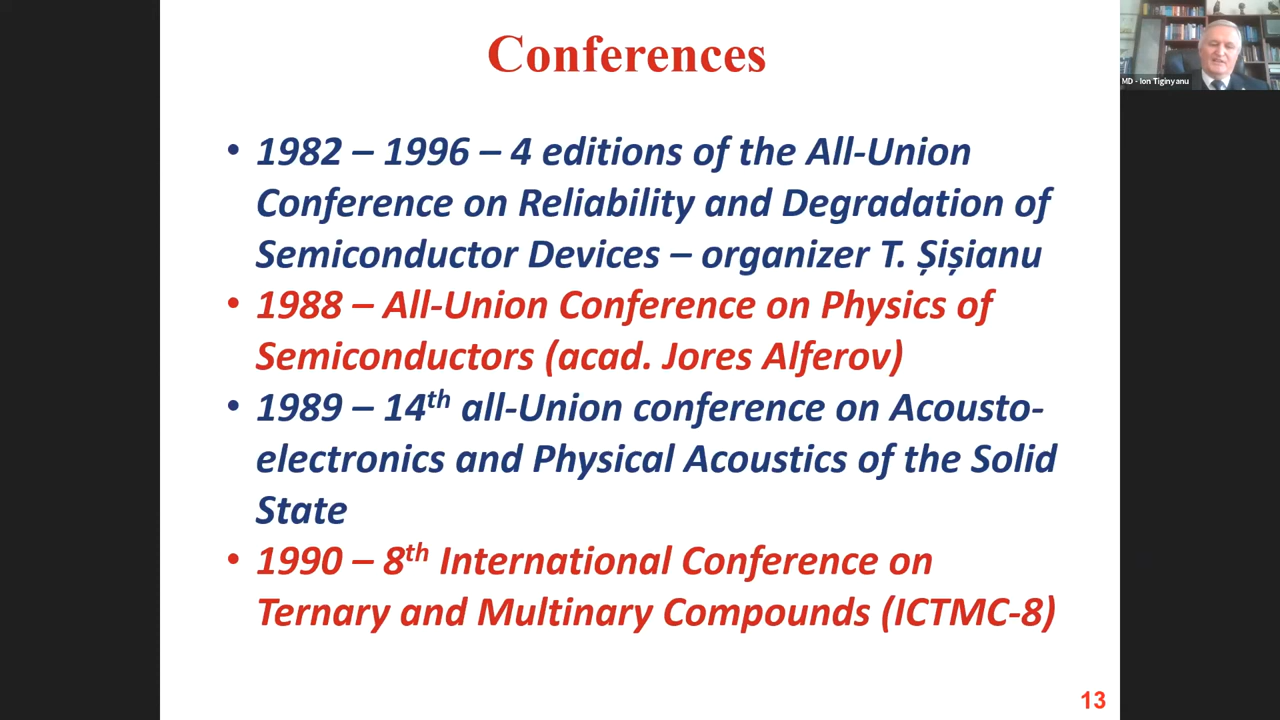 Conferences
MD - Ion Tiginyanu
• 1982 – 1996 – 4 editions of the All-Union
Conference on Reliability and Degradation of
Semiconductor Devices – organizer T. Șișianu
• 1988 – All-Union Conference on Physics of
Semiconductors (acad. Jores Alferov)
• 1989 – 14th all-Union conference on Acousto-
electronics and Physical Acoustics of the Solid
State
• 1990 – 8th International Conference on
Ternary and Multinary Compounds (ICTMC-8)
13